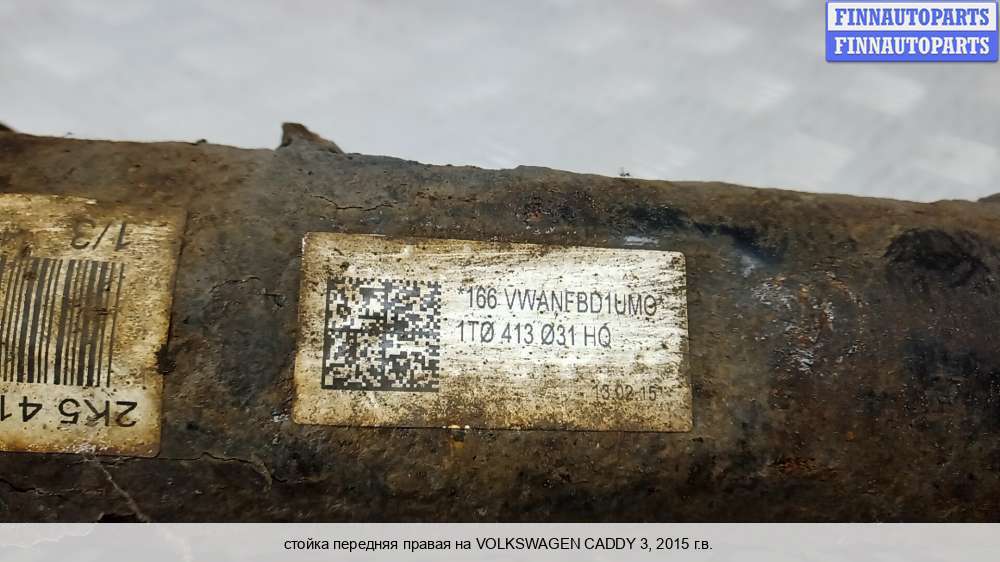 FINNAUTOPARTS
FINNAUTOPARTS
1/3
2K5 41
*166 VWANFBD1UMO*
1TØ 413 Ø31 HQ
13.02.15
стойка передняя правая на VOLKSWAGEN CADDY 3, 2015 г.в.